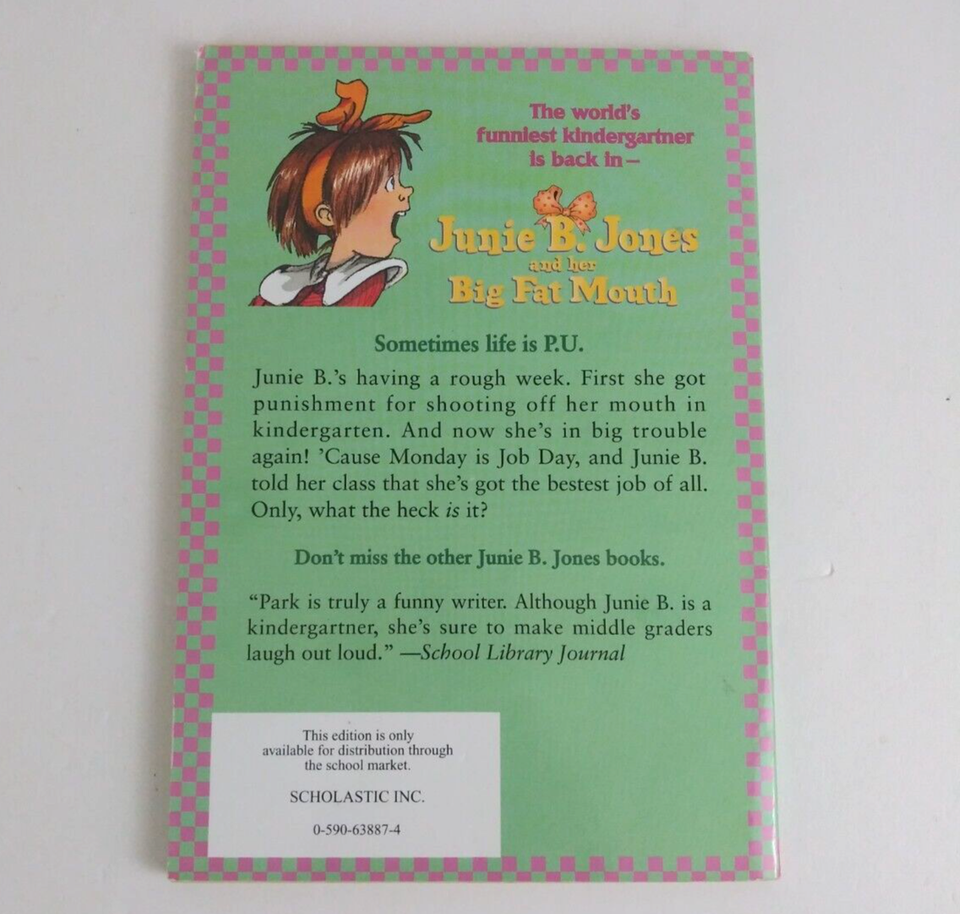 The world's
funniest kindergartner
is back in—
Junie B. Jones
and her
Big Fat Mouth
Sometimes life is P.U.
Junie B.'s having a rough week. First she got
punishment for shooting off her mouth in
kindergarten. And now she's in big trouble
again! 'Cause Monday is Job Day, and Junie B.
told her class that she's got the bestest job of all.
Only, what the heck is it?
Don't miss the other Junie B. Jones books.
“Park is truly a funny writer. Although Junie B. is a
kindergartner, she's sure to make middle graders
laugh out loud.” —School Library Journal
This edition is only
available for distribution through
the school market.
SCHOLASTIC INC.
0-590-63887-4